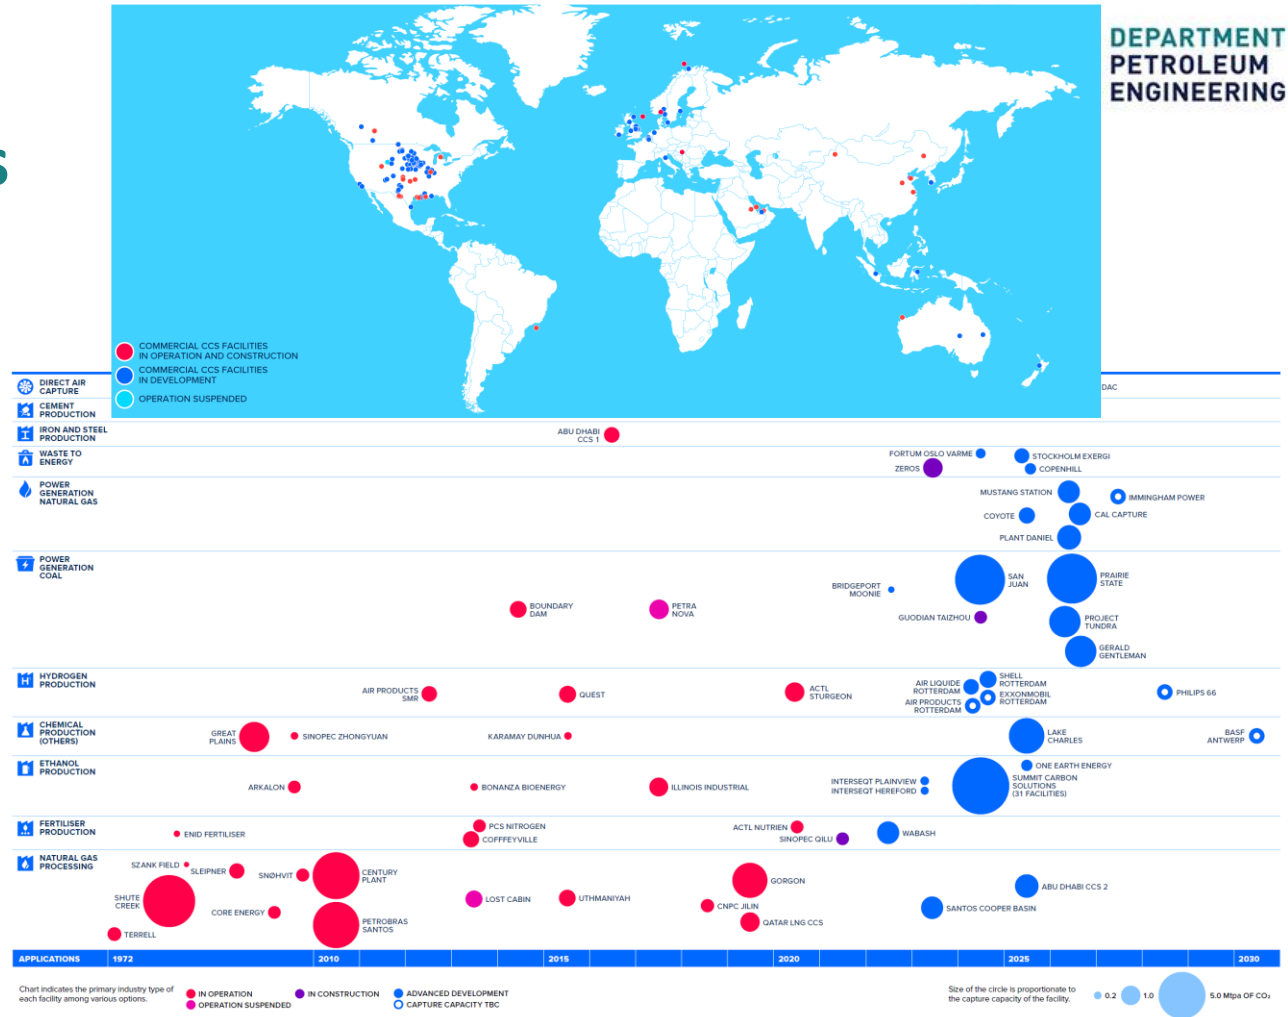 s
DEPARTMENT
PETROLEUM
ENGINEERING
COMMERCIAL CCS FACILITIES
IN OPERATION AND CONSTRUCTION
COMMERCIAL CCS FACILITIES
IN DEVELOPMENT
OPERATION SUSPENDED
DIRECT AIR
CAPTURE
DAC
CEMENT
PRODUCTION
IRON AND STEEL
PRODUCTION
ABU DHABI
CCS 1
WASTE TO
ENERGY
FORTUM OSLO VARME
ZEROS
STOCKHOLM EXERGI
COPENHILL
POWER
GENERATION
NATURAL GAS
MUSTANG STATION
IMMINGHAM POWER
COYOTE
CAL CAPTURE
PLANT DANIEL
POWER
GENERATION
COAL
BOUNDARY
DAM
PETRA
NOVA
BRIDGEPORT
MOONIE
GUODIAN TAIZHOU
SAN
JUAN
PRAIRIE
STATE
PROJECT
TUNDRA
GERALD
GENTLEMAN
HYDROGEN
PRODUCTION
AIR PRODUCTS
SMR
QUEST
ACTL
STURGEON
AIR LIQUIDE
ROTTERDAM
AIR PRODUCTS
ROTTERDAM
SHELL
ROTTERDAM
EXXONMOBIL
ROTTERDAM
PHILIPS 66
CHEMICAL
PRODUCTION
(OTHERS)
GREAT
PLAINS
SINOPEC ZHONGYUAN
KARAMAY DUNHUA
LAKE
CHARLES
BASF
ANTWERP
ETHANOL
PRODUCTION
ARKALON
BONANZA BIOENERGY
ILLINOIS INDUSTRIAL
INTERSEQT PLAINVIEW
INTERSEQT HEREFORD
ONE EARTH ENERGY
SUMMIT CARBON
SOLUTIONS
(31 FACILITIES)
FERTILISER
PRODUCTION
ENID FERTILISER
PCS NITROGEN
COFFFEYVILLE
ACTL NUTRIEN
SINOPEC QILU
WABASH
NATURAL GAS
PROCESSING
SZANK FIELD
SLEIPNER
SHUTE
CREEK
TERRELL
SNØHVIT
CORE ENERGY
CENTURY
PLANT
PETROBRAS
SANTOS
LOST CABIN
UTHMANIYAH
CNPC JILIN
GORGON
QATAR LNG CCS
ABU DHABI CCS 2
SANTOS COOPER BASIN
APPLICATIONS 1972 2010 2015 2020 2025 2030
Chart indicates the primary industry type of
each facility among various options.
IN OPERATION
OPERATION SUSPENDED
IN CONSTRUCTION
ADVANCED DEVELOPMENT
CAPTURE CAPACITY TBC
Size of the circle is proportionate to
the capture capacity of the facility.
0.2 1.0 5.0 Mtpa OF CO₂